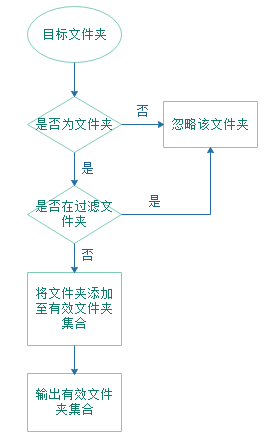 目标文件夹
否
是否为文件夹
忽略该文件夹
是
是否在过滤文
件夹
是
否
将文件夹添加
至有效文件夹
集合
输出有效文件
夹集合